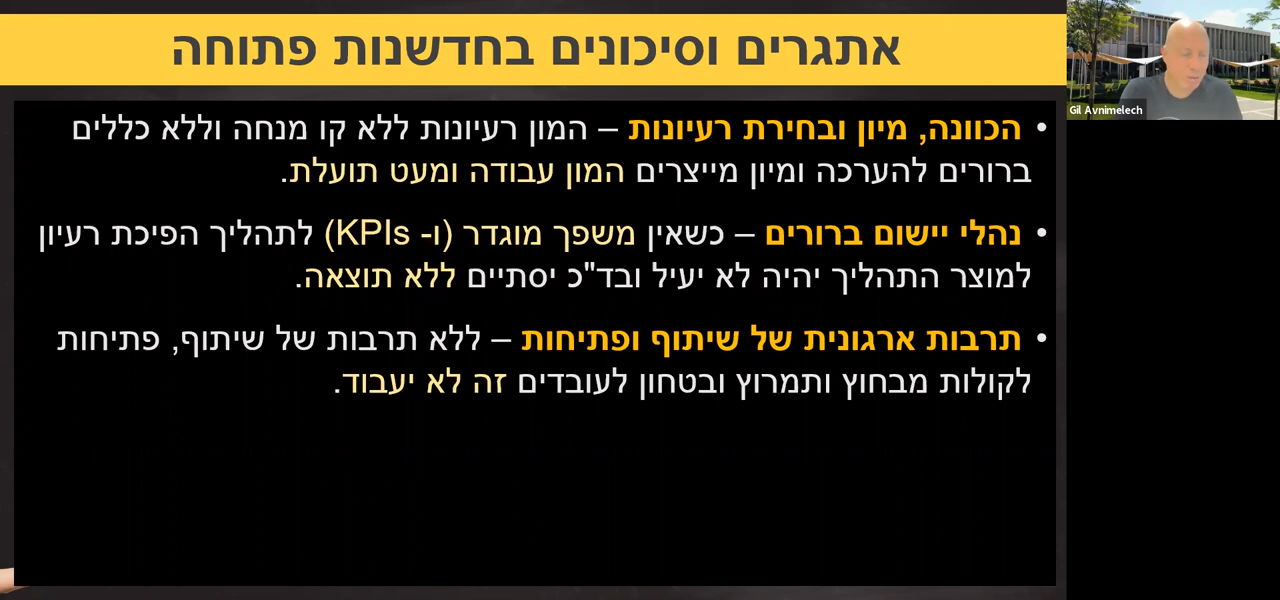 אתגרים וסיכונים בחדשנות פתוחה
Gil Avnimelech
• הכוונה, מיון ובחירת רעיונות – המון רעיונות ללא קו מנחה וללא כללים
ברורים להערכה ומיון מייצרים המון עבודה ומעט תועלת.
• נהלי יישום ברורים – כשאין משפך מוגדר (ו- KPIs) לתהליך הפיכת רעיון
למוצר התהליך יהיה לא יעיל ובד"כ יסתיים ללא תוצאה.
• תרבות ארגונית של שיתוף ופתיחות – ללא תרבות של שיתוף, פתיחות
לקולות מבחוץ ותמרוץ ובטחון לעובדים זה לא יעבוד.